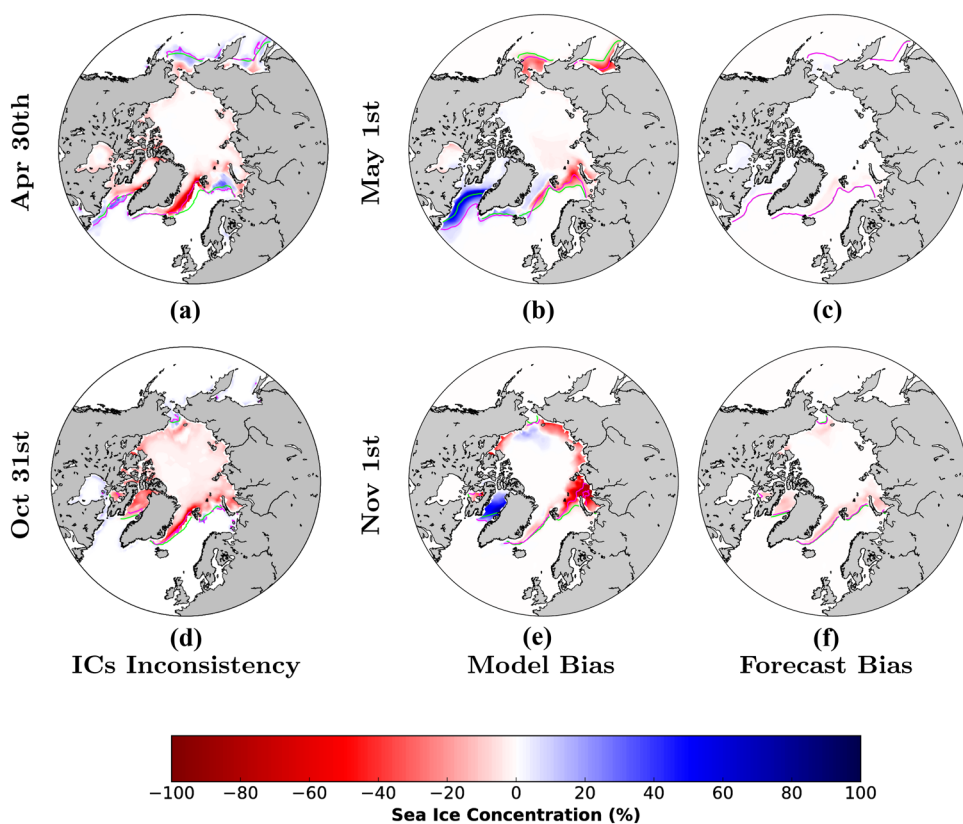 Apr 30th
May 1st
(a)
(b)
(c)
Oct 31st
Nov 1st
(d)
(e)
(f)
ICs Inconsistency
Model Bias
Forecast Bias
−100 −80 −60 −40 −20 0 20 40 60 80 100
Sea Ice Concentration (%)